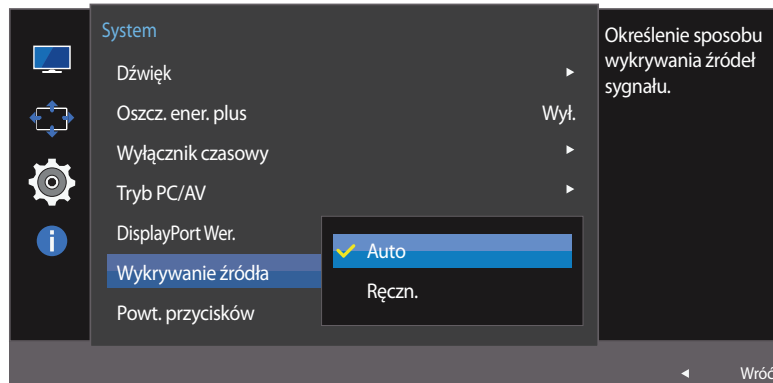 System
Dźwięk
Oszcz. ener. plus Wył.
Wyłącznik czasowy
Tryb PC/AV
DisplayPort Wer.
Wykrywanie źródła
Powt. przycisków
Auto
Ręczn.
Określenie sposobu
wykrywania źródeł
sygnału.
Wróć